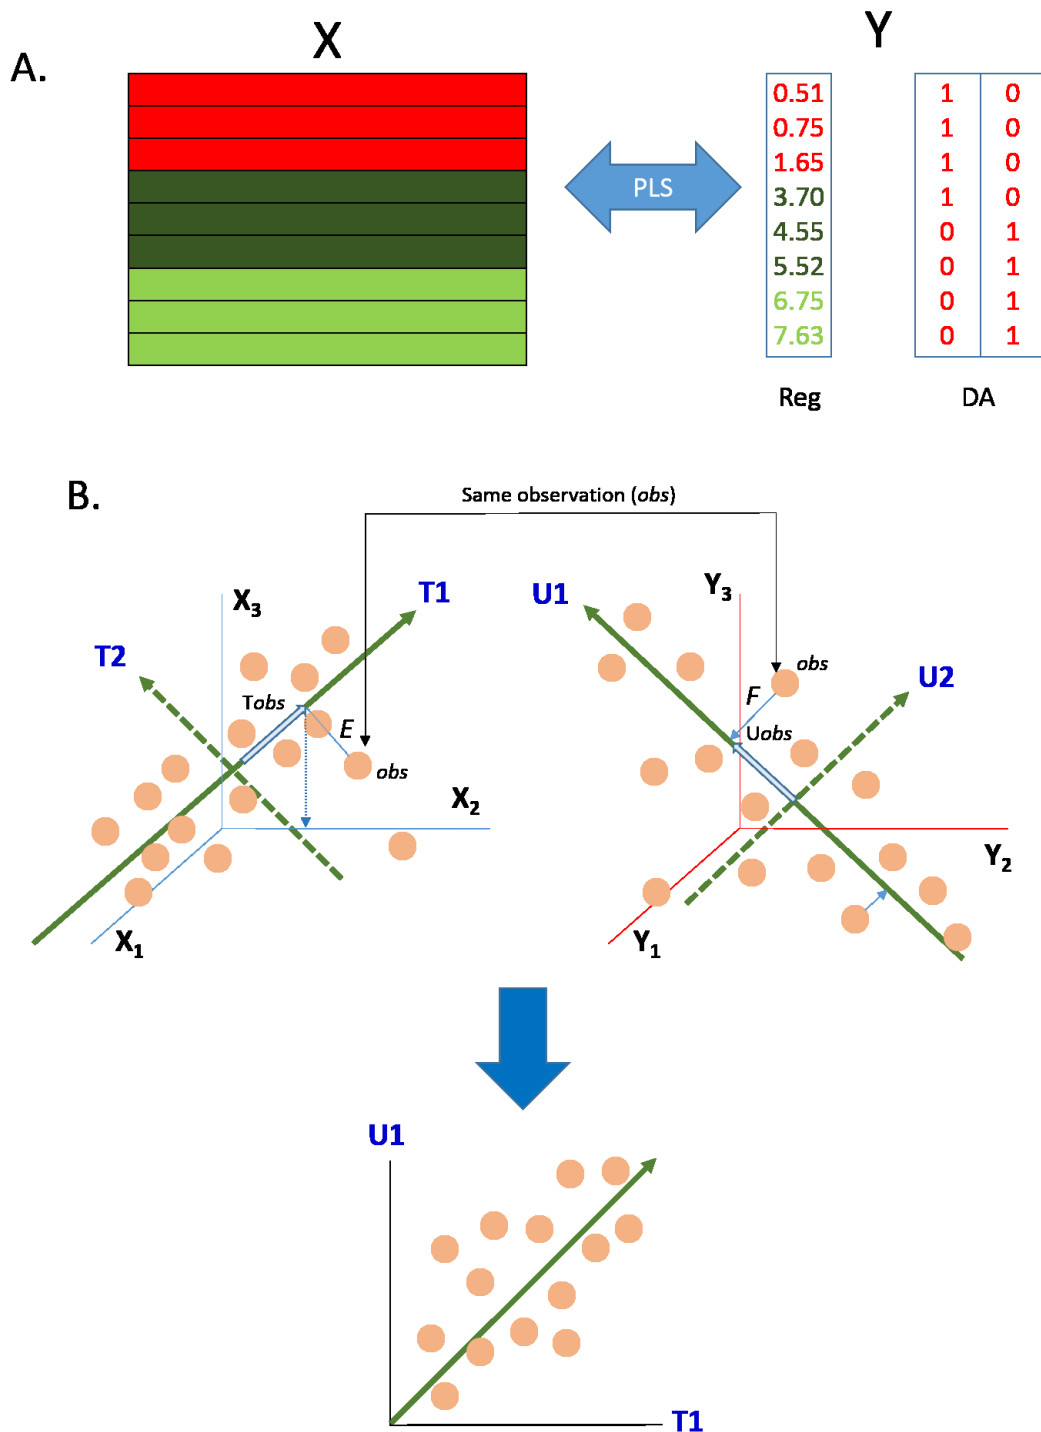 X
Y
A.
0.51 1 0
0.75 1 0
1.65 1 0
PLS
3.70 1 0
4.55 0 1
5.52 0 1
6.75 0 1
7.63 0 1
Reg
DA
B.
Same observation (obs)
X3
T1
T2
Tobs
E
obs
X2
X1
U1
Y3
obs
F
U2
Uobs
Y2
Y1
U1
T1